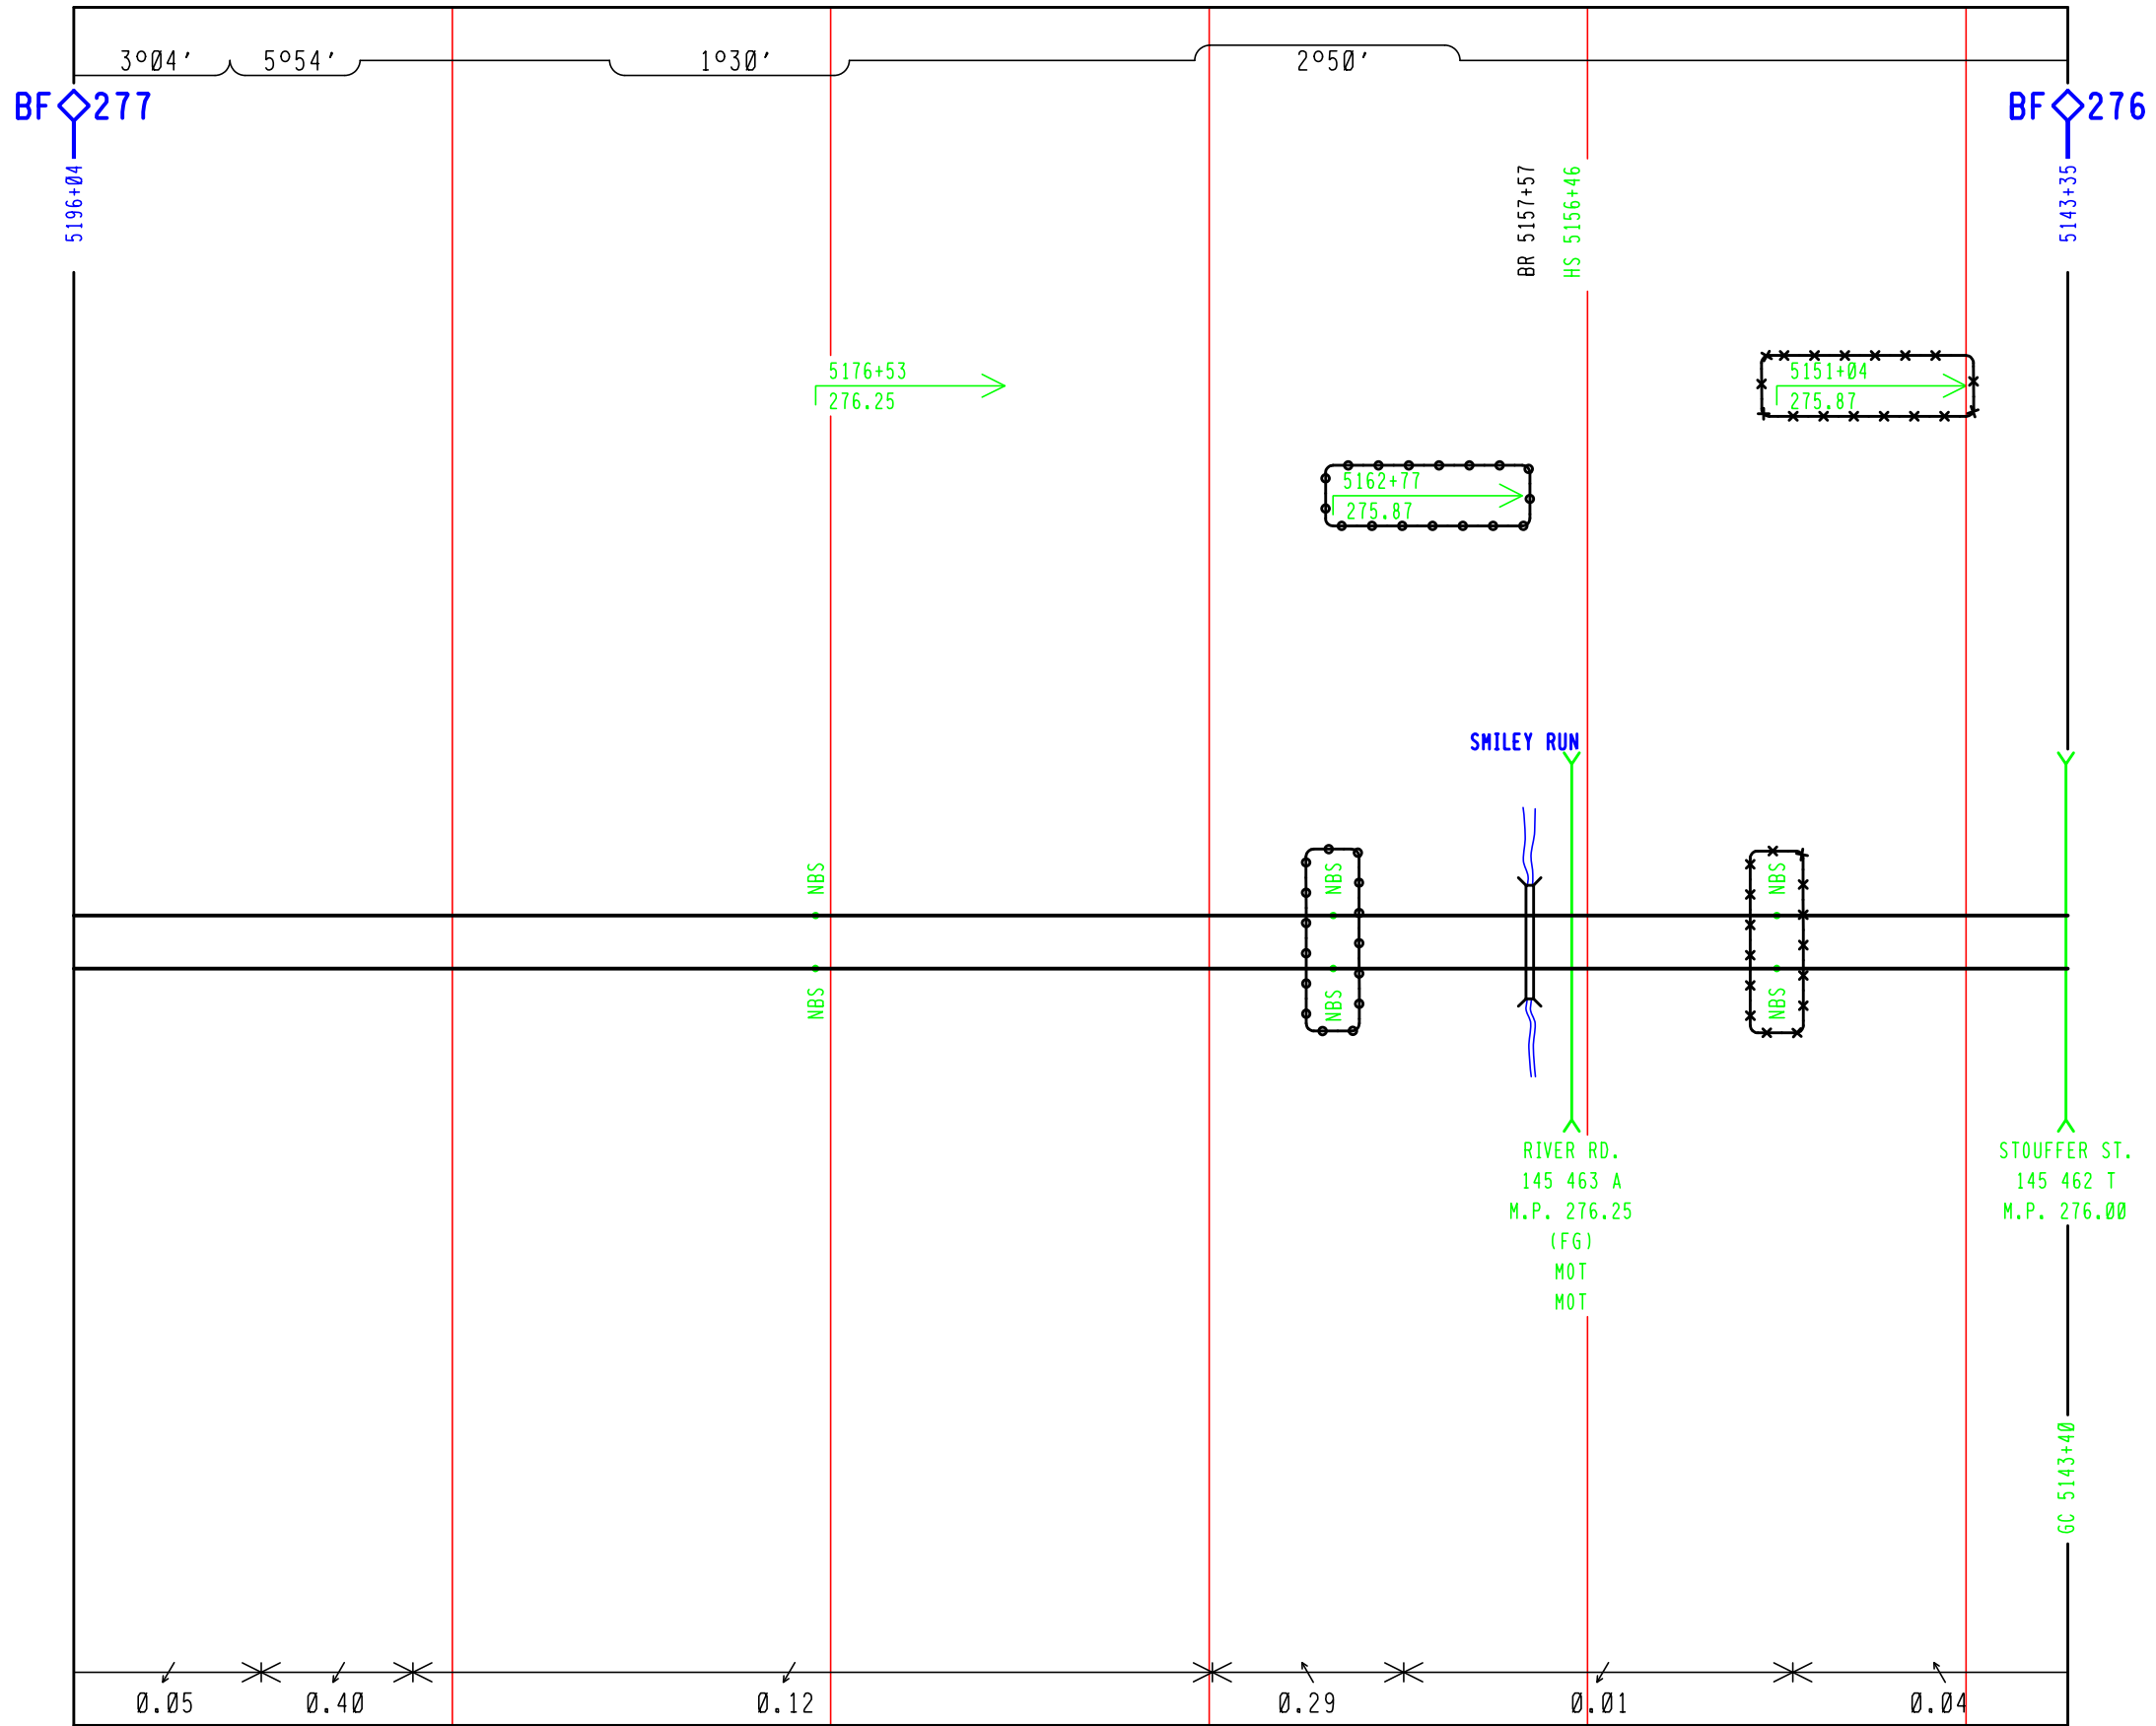 3°04' 5°54' 1°30' 2°50'
BF 277
BF 276
5196+04
BR 5157+57
HS 5156+46
5143+35
5176+53
276.25
5151+04
275.87
5162+77
275.87
SMILEY RUN
NBS
NBS
NBS
NBS
NBS
NBS
RIVER RD.
145 463 A
M.P. 276.25
(FG)
MOT
MOT
STOUFFER ST.
145 462 T
M.P. 276.00
GC 5143+40
0.05 0.40 0.12 0.29 0.01 0.04